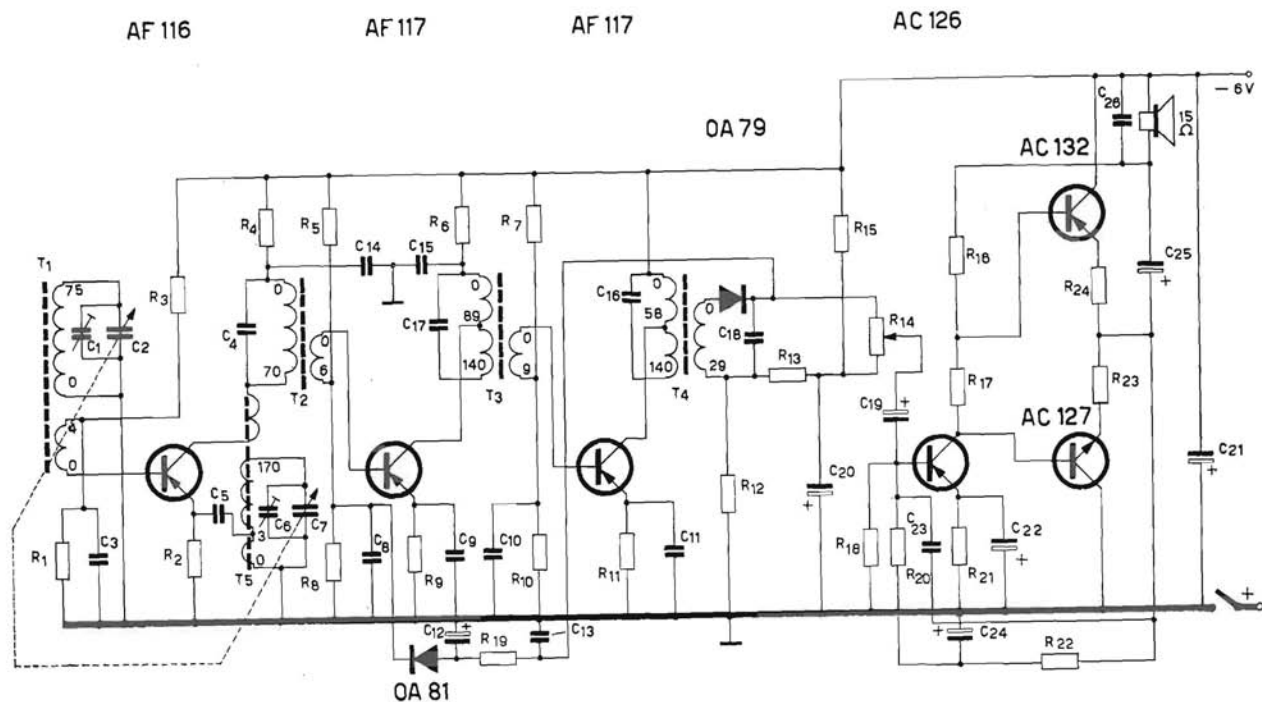 AF 116
AF 117
AF 117
AC 126
– 6V
C26
15 Ω
OA 79
AC 132
R4
R5
R6
R7
R15
R16
C14
C15
R24
C25
+
T1
75
R3
0
0
0
C16
C18
R14
C1
C2
C4
C17
89
58
0
R13
0
70
T2
0
6
140
T3
0
9
140
T4
29
R17
R23
C19
+
4
0
AC 127
170
C5
C6
C7
C20
+
C21
+
R1
C3
R2
3
0
T5
R8
C8
R9
C9
C10
R10
R11
C11
R12
R18
C23
R20
R21
C22
+
+
C12
+
R19
C13
+
C24
R22
OA 81